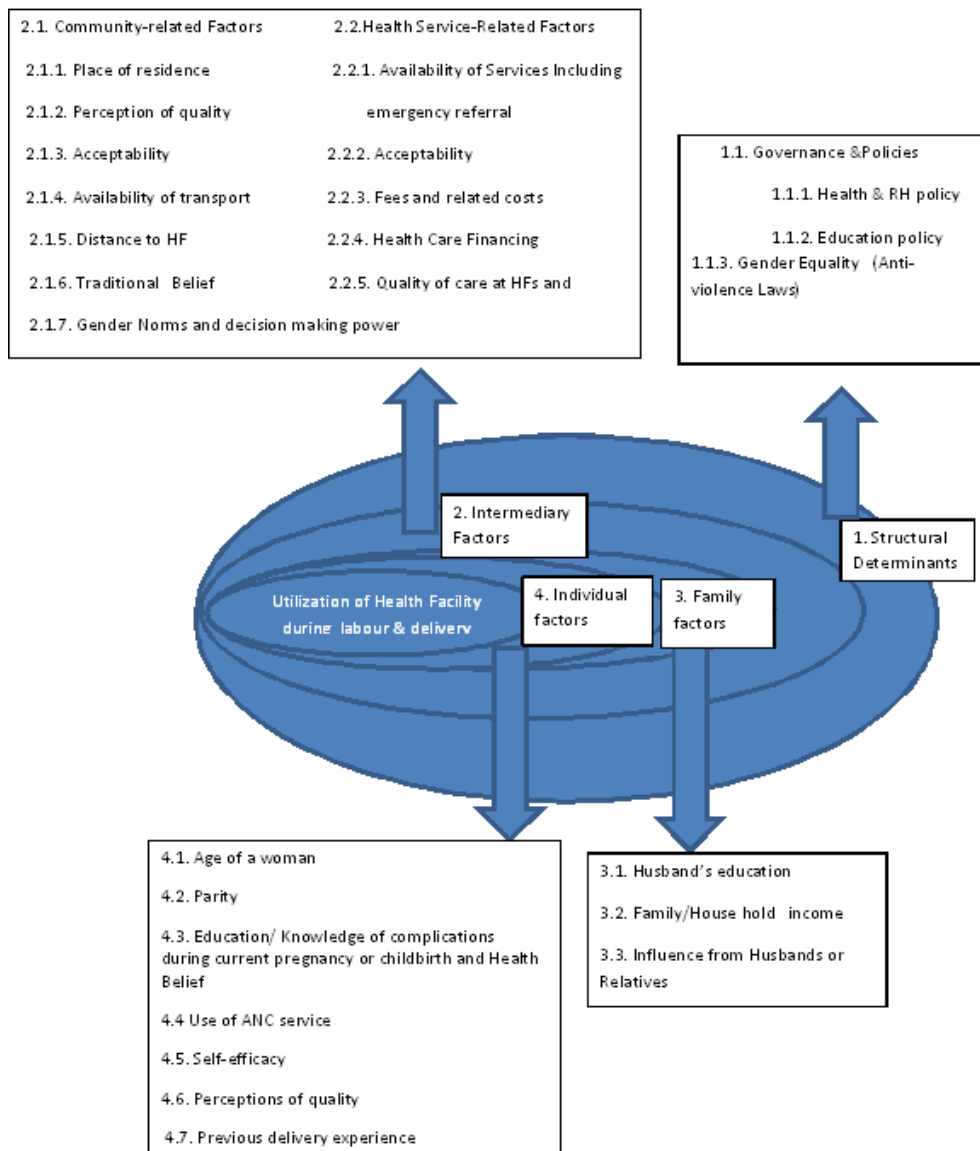 2.1. Community-related Factors
2.1.1. Place of residence
2.1.2. Perception of quality
2.1.3. Acceptability
2.1.4. Availability of transport
2.1.5. Distance to HF
2.1.6. Traditional Belief
2.1.7. Gender Norms and decision making power
2.2.Health Service-Related Factors
2.2.1. Availability of Services Including
emergency referral
2.2.2. Acceptability
2.2.3. Fees and related costs
2.2.4. Health Care Financing
2.2.5. Quality of care at HFs and
1.1. Governance &Policies
1.1.1. Health & RH policy
1.1.2. Education policy
1.1.3. Gender Equality (Anti-
violence Laws)
2. Intermediary
Factors
1. Structural
Determinants
Utilization of Health Facility
during labour & delivery
4. Individual
factors
3. Family
factors
4.1. Age of a woman
4.2. Parity
4.3. Education/ Knowledge of complications
during current pregnancy or childbirth and Health
Belief
4.4 Use of ANC service
4.5. Self-efficacy
4.6. Perceptions of quality
4.7. Previous delivery experience
3.1. Husband's education
3.2. Family/House hold income
3.3. Influence from Husbands or
Relatives